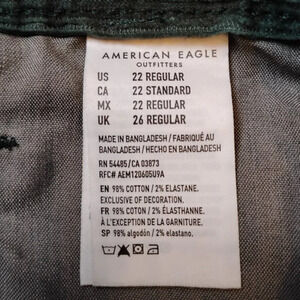 AMERICAN EAGLE
OUTFITTERS
US 22 REGULAR
CA 22 STANDARD
MX 22 REGULAR
UK 26 REGULAR
MADE IN BANGLADESH / FABRIQUÉ AU
BANGLADESH / HECHO EN BANGLADESH
RN 54485/CA 03873
RFC# AEM120605U9A
EN 98% COTTON / 2% ELASTANE.
EXCLUSIVE OF DECORATION.
FR 98% COTON / 2% ÉLASTHANNE.
À L'EXCEPTION DE LA GARNITURE.
SP 98% algodón / 2% elastano.